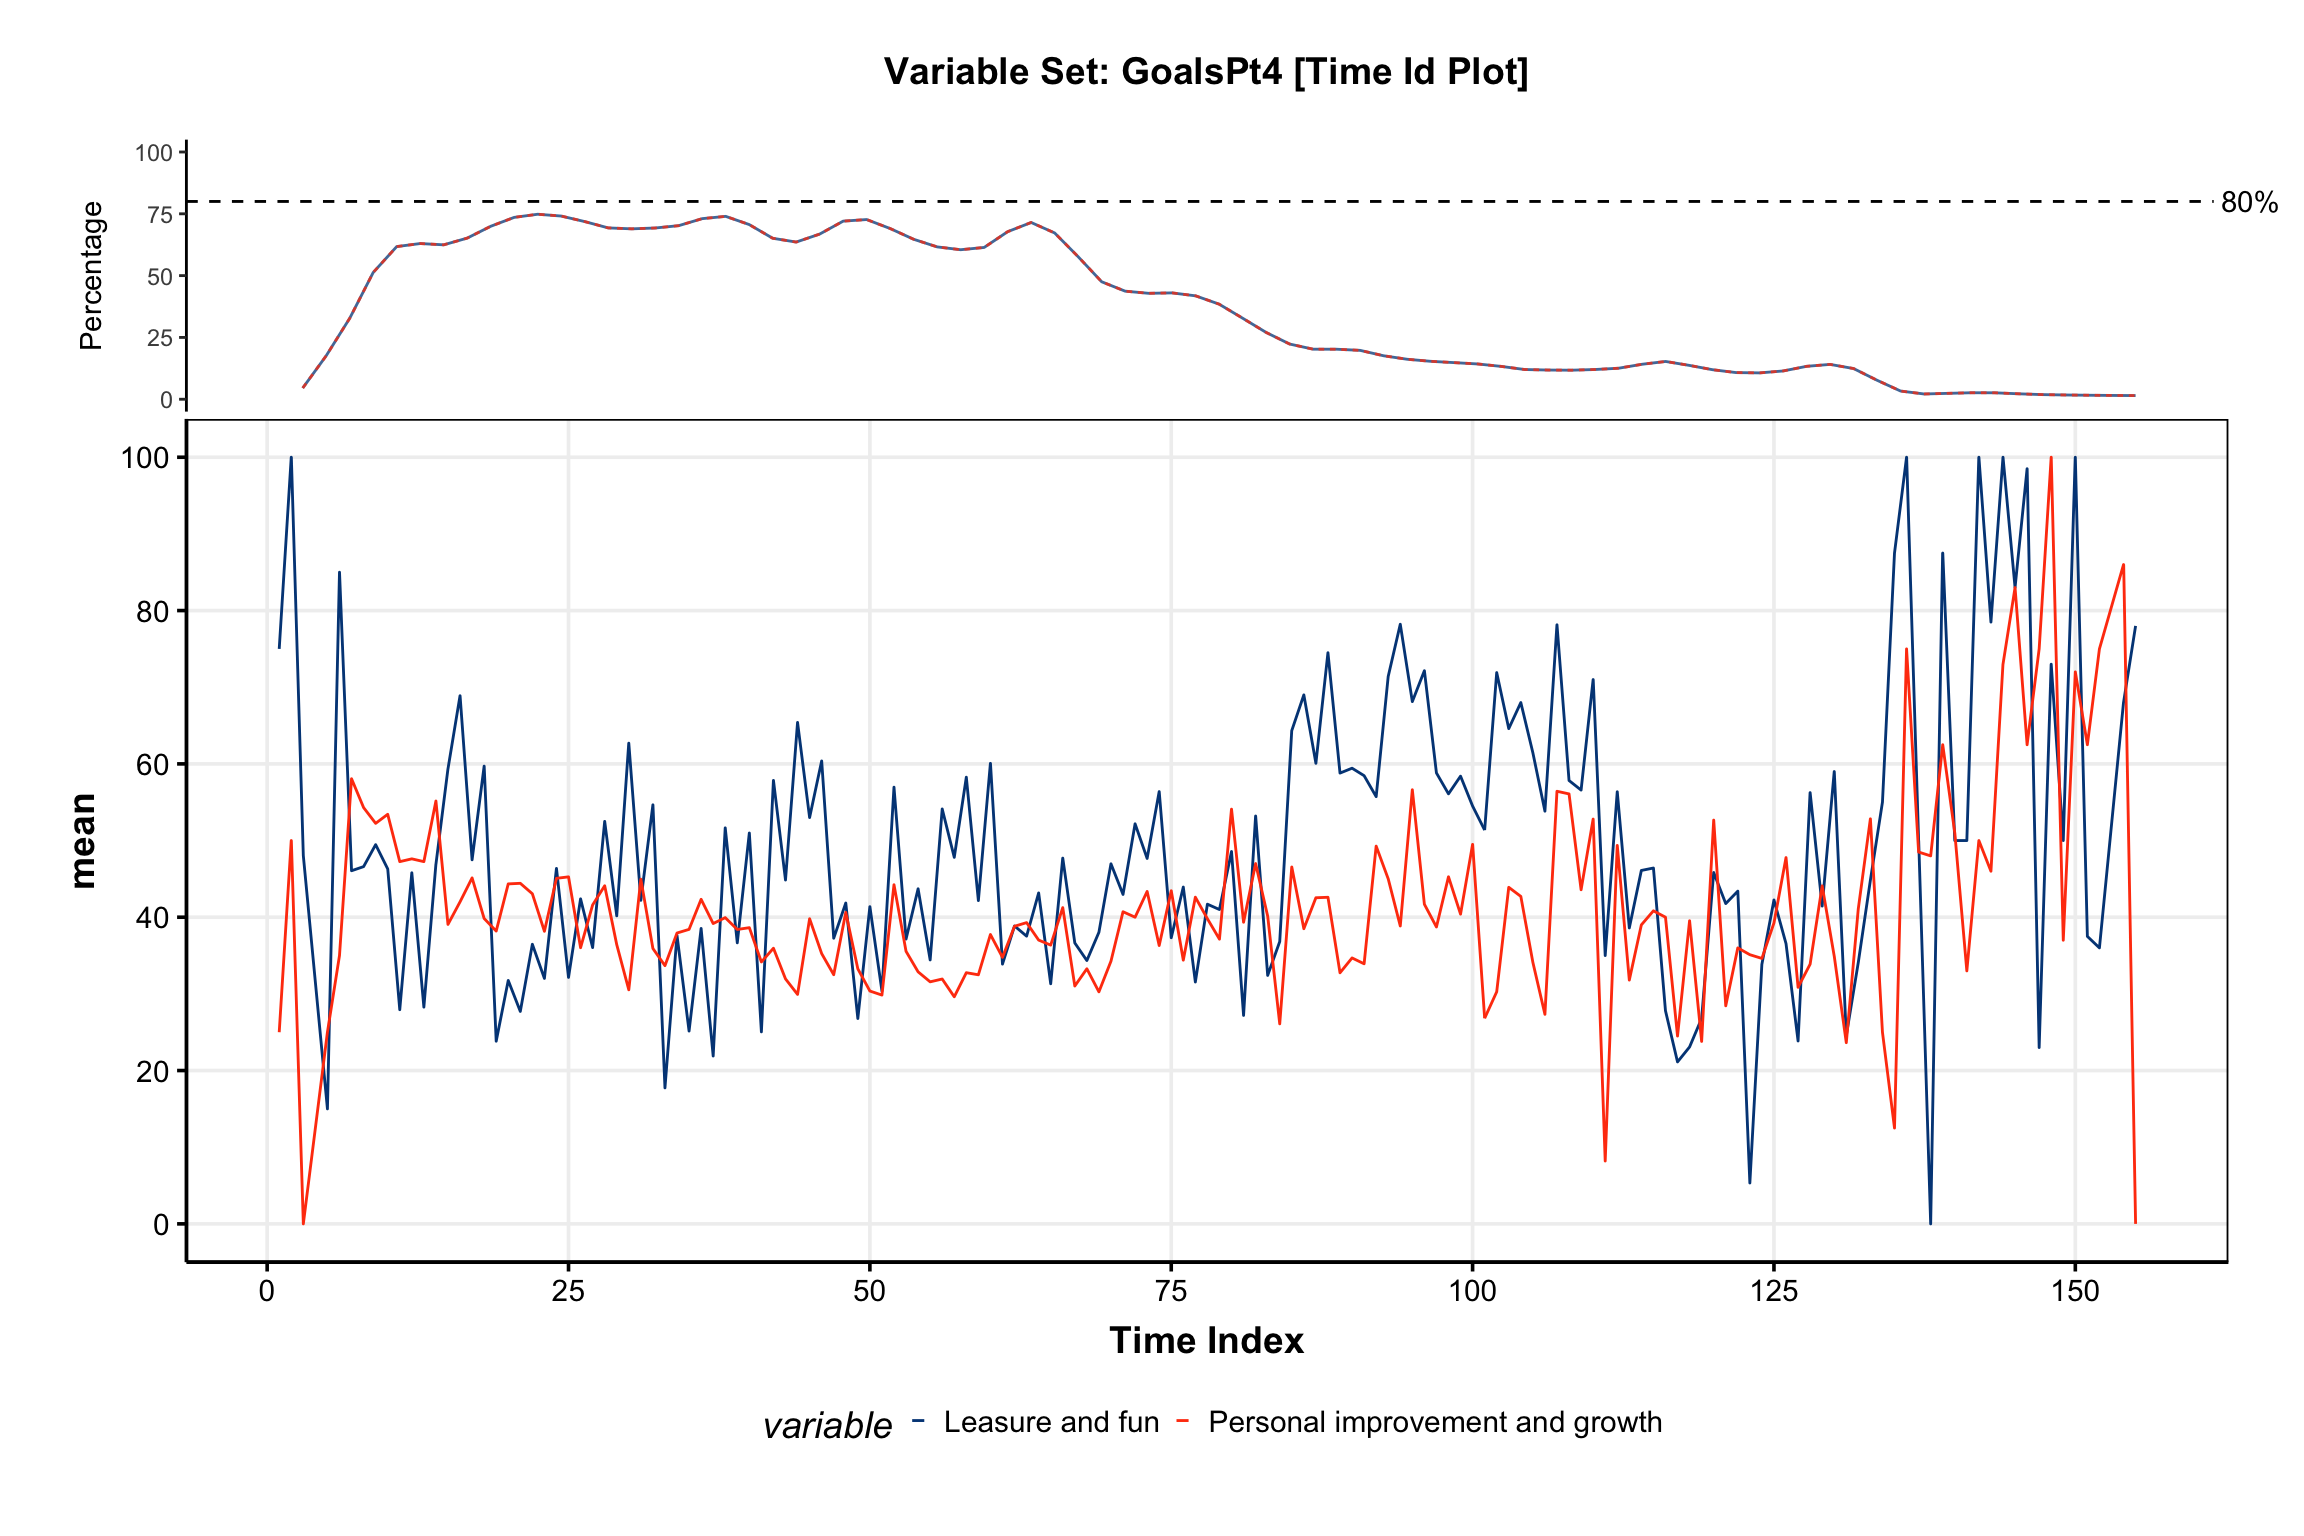 Variable Set: GoalsPt4 [Time Id Plot]
100
75
50
25
0
Percentage
80%
100
80
60
40
20
0
mean
0 25 50 75 100 125 150
Time Index
variable Leasure and fun Personal improvement and growth